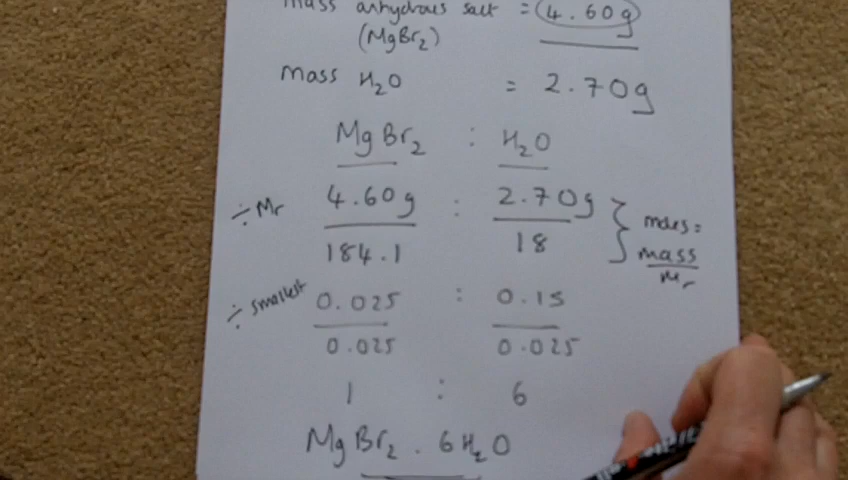 mass anhydrous salt = 4.60g
(MgBr₂)
mass H₂O = 2.70g
MgBr₂ : H₂O
÷ Mr 4.60g : 2.70g } moles =
184.1 18 mass
Mr
÷ smallest 0.025 : 0.15
0.025 0.025
1 : 6
MgBr₂ . 6H₂O